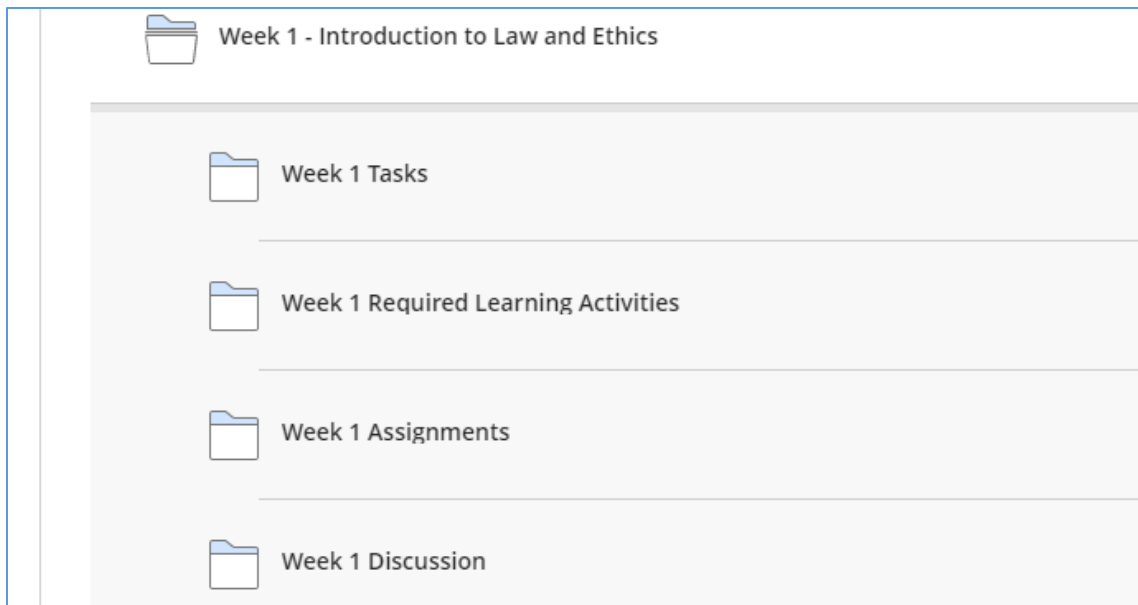 Week 1 - Introduction to Law and Ethics
Week 1 Tasks
Week 1 Required Learning Activities
Week 1 Assignments
Week 1 Discussion